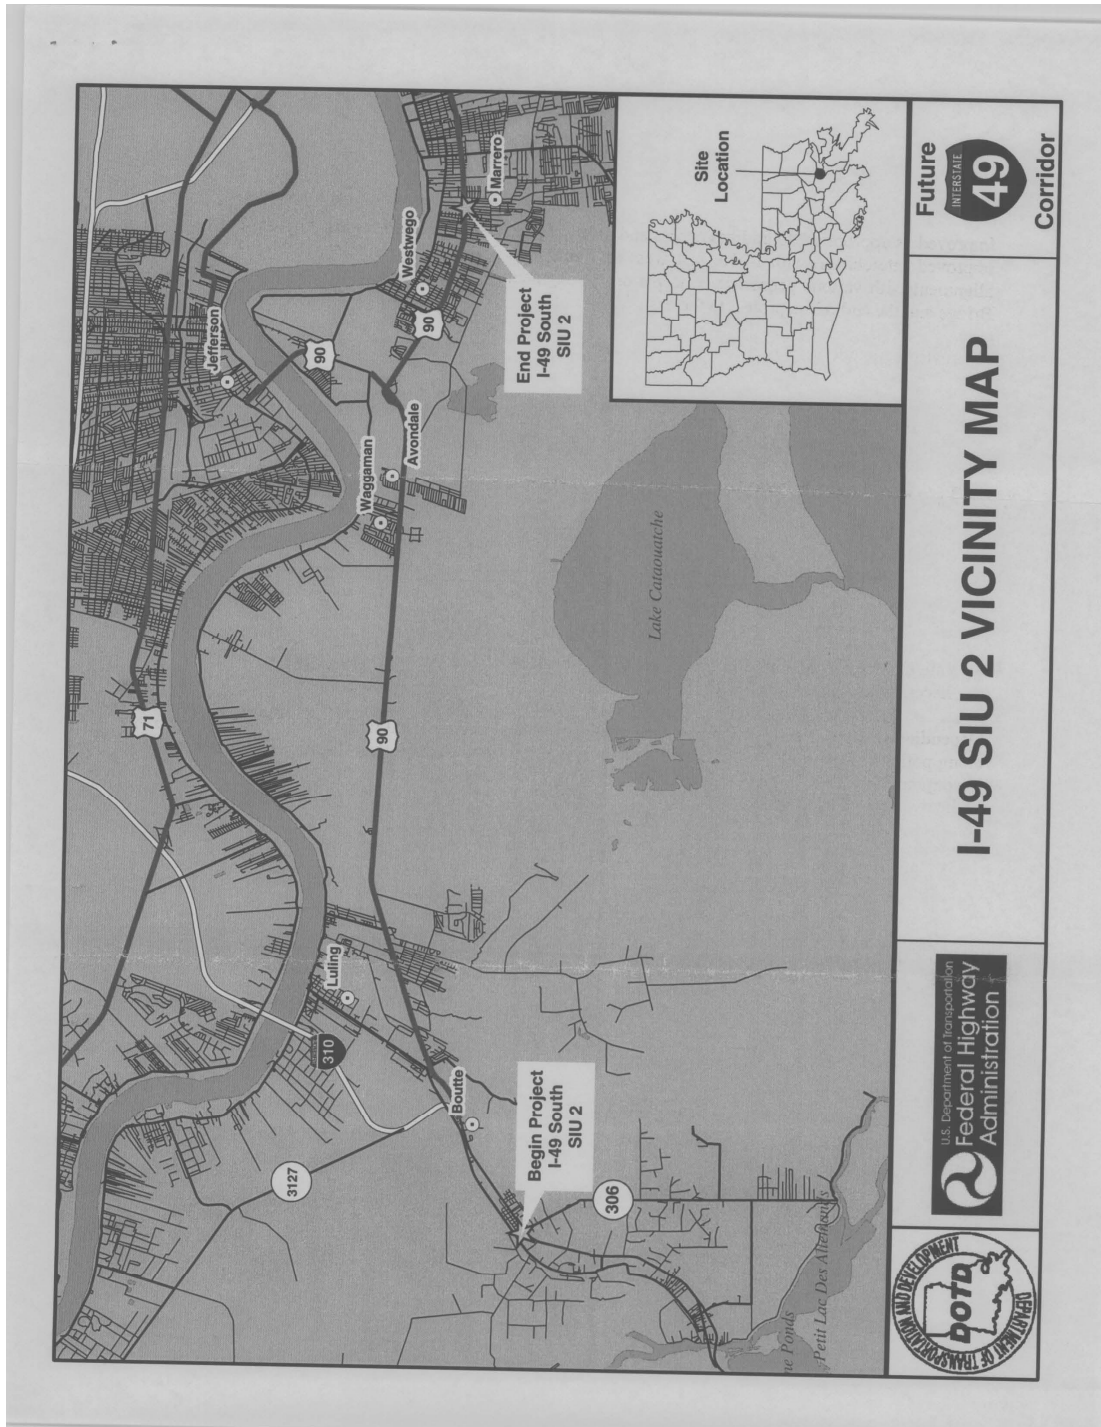 71
Jefferson
3127
90
310
Luling
Waggaman
90
Westwego
Avondale
90
Boutte
Marrero
Begin Project
I-49 South
SIU 2
End Project
I-49 South
SIU 2
306
Lake Cataouatche
Site
Location
ne Ponds
Petit Lac Des Allemands
DEPARTMENT OF TRANSPORTATION AND DEVELOPMENT
DOTD
U.S. Department of Transportation
Federal Highway
Administration
I-49 SIU 2 VICINITY MAP
Future
INTERSTATE
49
Corridor